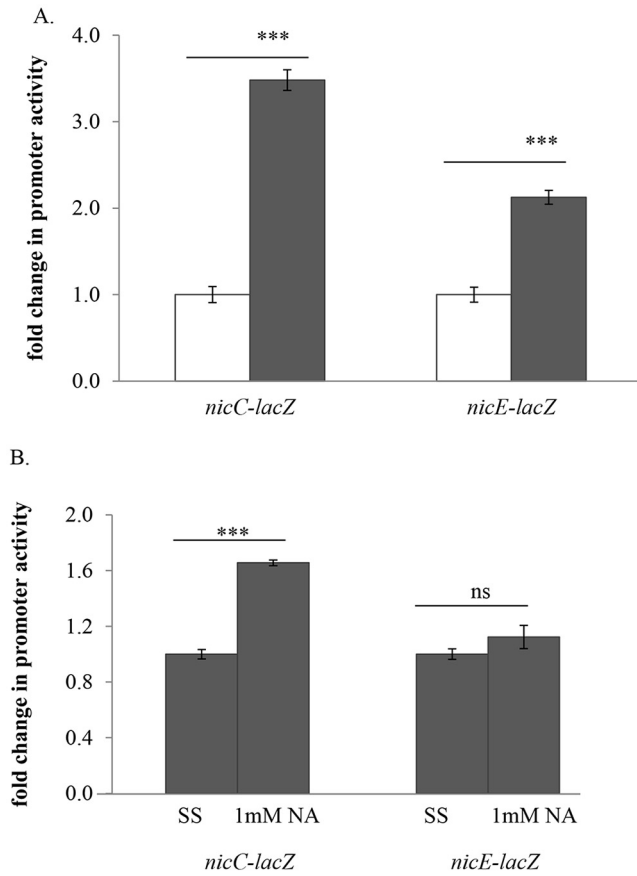 A.
fold change in promoter activity
4.0
3.0
2.0
1.0
0.0
***
***
nicC-lacZ
nicE-lacZ
B.
fold change in promoter activity
2.0
1.6
1.2
0.8
0.4
0.0
***
ns
SS 1mM NA SS 1mM NA
nicC-lacZ nicE-lacZ